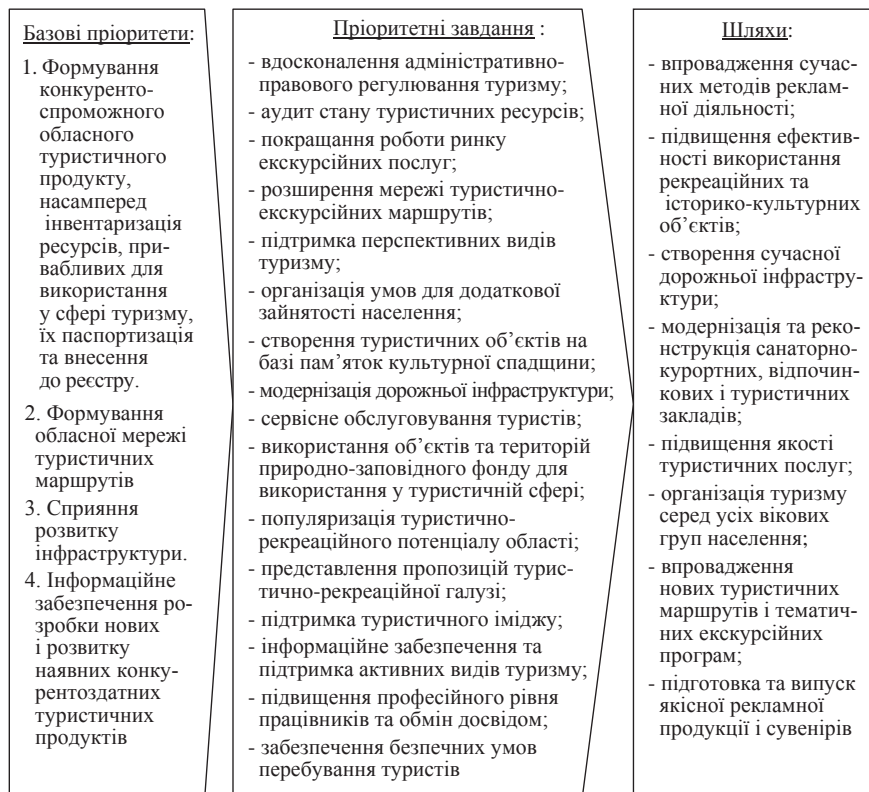 Базові пріоритети:
1. Формування
конкуренто-
спроможного
обласного
туристичного
продукту,
насамперед
інвентаризація
ресурсів, при-
вабливих для
використання
у сфері туризму,
їх паспортизація
та внесення
до реєстру.
2. Формування
обласної мережі
туристичних
маршрутів
3. Сприяння
розвитку
інфраструктури.
4. Інформаційне
забезпечення ро-
зробки нових
і розвитку
наявних конку-
рентоздатних
туристичних
продуктів
Пріоритетні завдання :
- вдосконалення адміністративно-
правового регулювання туризму;
- аудит стану туристичних ресурсів;
- покращання роботи ринку
екскурсійних послуг;
- розширення мережі туристично-
екскурсійних маршрутів;
- підтримка перспективних видів
туризму;
- організація умов для додаткової
зайнятості населення;
- створення туристичних об’єктів на
базі пам’яток культурної спадщини;
- модернізація дорожньої інфраструктури;
- сервісне обслуговування туристів;
- використання об’єктів та територій
природно-заповідного фонду для
використання у туристичній сфері;
- популяризація туристично-
рекреаційного потенціалу області;
- представлення пропозицій турис-
тично-рекреаційної галузі;
- підтримка туристичного іміджу;
- інформаційне забезпечення та
підтримка активних видів туризму;
- підвищення професійного рівня
працівників та обмін досвідом;
- забезпечення безпечних умов
перебування туристів
Шляхи:
- впровадження сучас-
них методів реклам-
ної діяльності;
- підвищення ефектив-
ності використання
рекреаційних та
історико-культурних
об’єктів;
- створення сучасної
дорожньої інфрастру-
ктури;
- модернізація та рекон-
струкція санаторно-
курортних, відпочин-
кових і туристичних
закладів;
- підвищення якості
туристичних послуг;
- організація туризму
серед усіх вікових
груп населення;
- впровадження
нових туристичних
маршрутів і тематич-
них екскурсійних
програм;
- підготовка та випуск
якісної рекламної
продукції і сувенірів